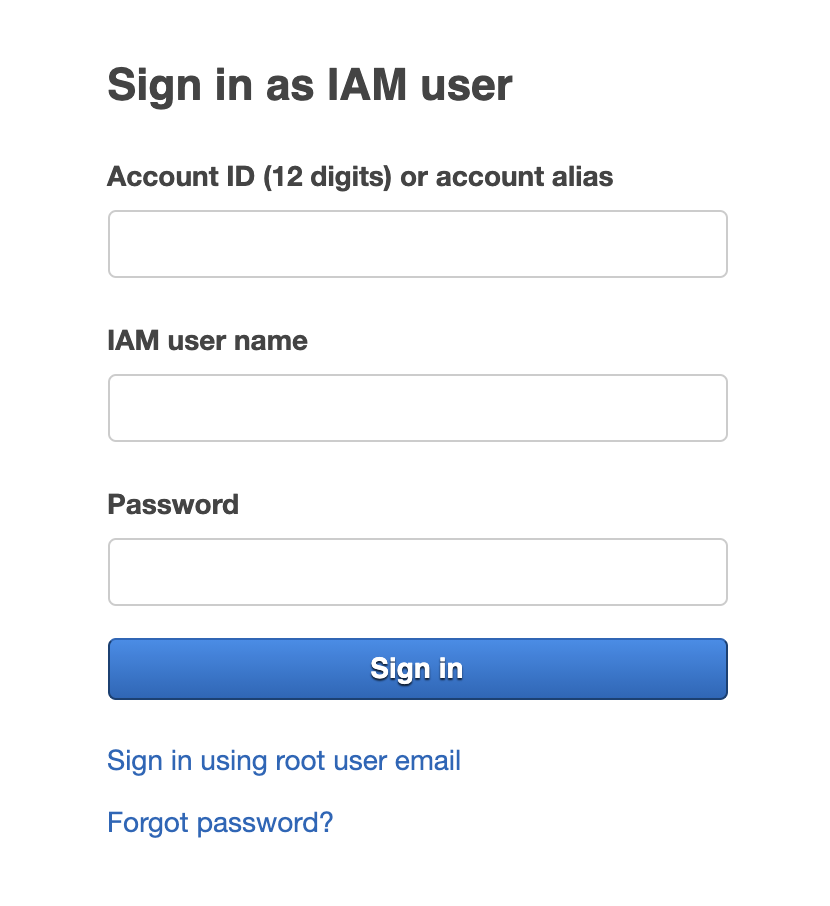 Sign in as IAM user
Account ID (12 digits) or account alias
IAM user name
Password
Sign in
Sign in using root user email
Forgot password?